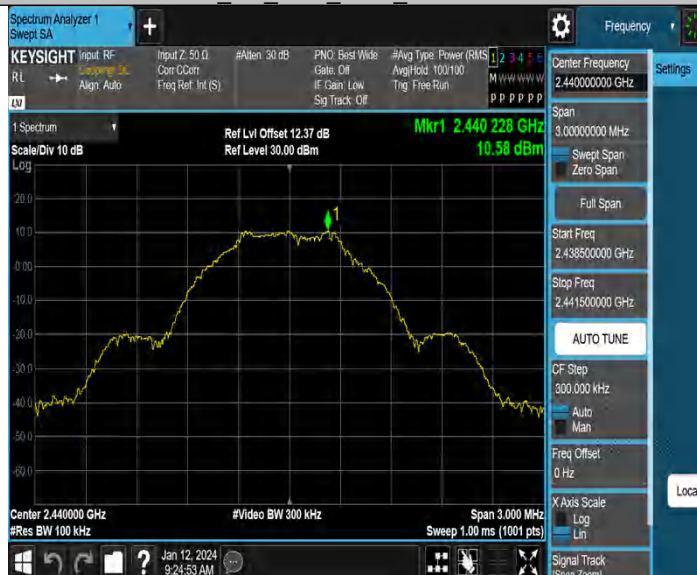 Spectrum Analyzer 1
Swept SA
+
Frequency
KEYSIGHT
RL
LXI
Input: RF
Coupling: DC
Align: Auto
Input Z: 50 Ω
Corr CCorr
Freq Ref: Int (S)
#Atten: 30 dB
PNO: Best Wide
Gate: Off
IF Gain: Low
Sig Track: Off
#Avg Type: Power (RMS
Avg|Hold: 100/100
Trig: Free Run
1 2 3 4 5 6
M W W W W W
P P P P P P
1 Spectrum
Scale/Div 10 dB
Log
Ref Lvl Offset 12.37 dB
Ref Level 30.00 dBm
Mkr1 2.440 228 GHz
10.58 dBm
20.0
10.0
0.00
-10.0
-20.0
-30.0
-40.0
-50.0
-60.0
1
Center 2.440000 GHz
#Res BW 100 kHz
#Video BW 300 kHz
Span 3.000 MHz
Sweep 1.00 ms (1001 pts)
?
Jan 12, 2024
9:24:53 AM
Center Frequency
2.440000000 GHz
Settings
Span
3.00000000 MHz
Swept Span
Zero Span
Full Span
Start Freq
2.438500000 GHz
Stop Freq
2.441500000 GHz
AUTO TUNE
CF Step
300.000 kHz
Auto
Man
Freq Offset
0 Hz
X Axis Scale
Log
Lin
Loca
Signal Track
(Span Zoom)